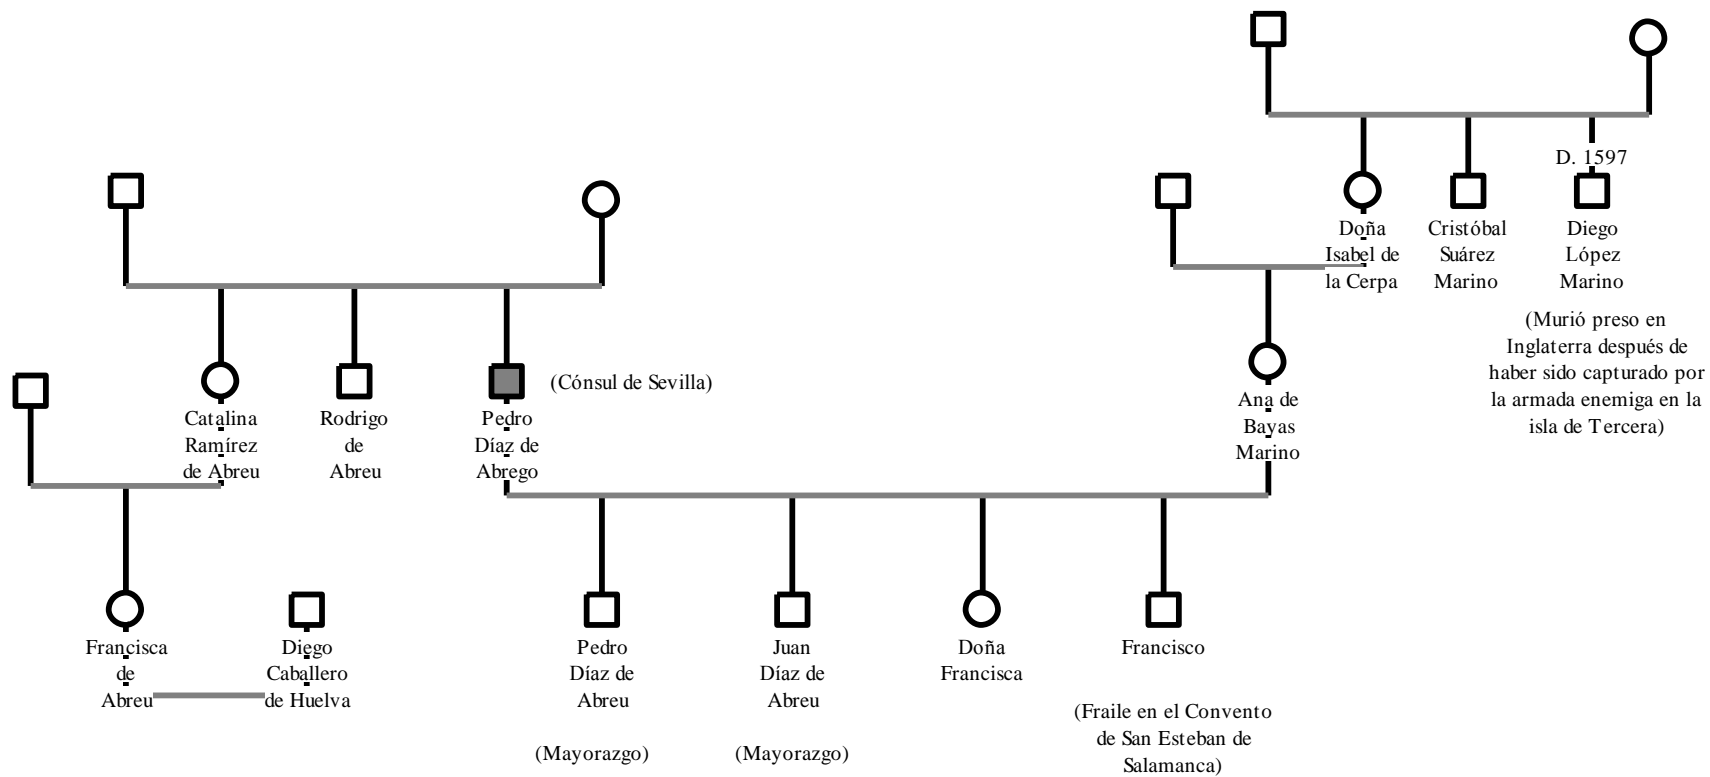 D. 1597
Doña
Isabel de
la Cerpa
Cristóbal
Suárez
Marino
Diego
López
Marino
(Murió preso en
Inglaterra después de
haber sido capturado por
la armada enemiga en la
isla de Tercera)
Catalina
Ramírez
de Abreu
Rodrigo
de
Abreu
Pedro
Díaz de
Abrego
(Cónsul de Sevilla)
Ana de
Bayas
Marino
Francisca
de
Abreu
Diego
Caballero
de Huelva
Pedro
Díaz de
Abreu
(Mayorazgo)
Juan
Díaz de
Abreu
(Mayorazgo)
Doña
Francisca
Francisco
(Fraile en el Convento
de San Esteban de
Salamanca)